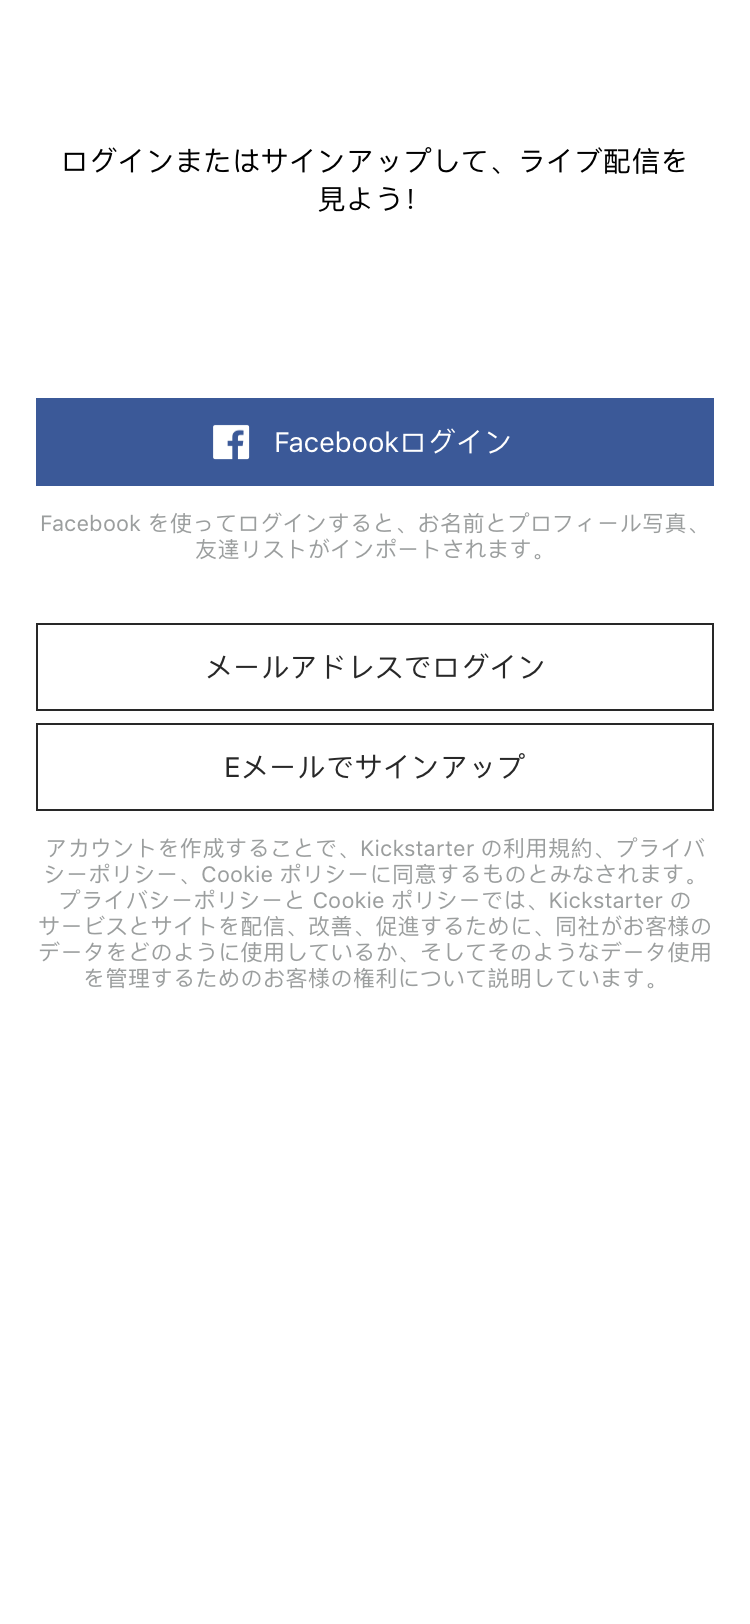 ログインまたはサインアップして、ライブ配信を
見よう!
Facebookログイン
Facebook を使ってログインすると、お名前とプロフィール写真、
友達リストがインポートされます。
メールアドレスでログイン
Eメールでサインアップ
アカウントを作成することで、Kickstarter の利用規約、プライバ
シーポリシー、Cookie ポリシーに同意するものとみなされます。
プライバシーポリシーと Cookie ポリシーでは、Kickstarter の
サービスとサイトを配信、改善、促進するために、同社がお客様の
データをどのように使用しているか、そしてそのようなデータ使用
を管理するためのお客様の権利について説明しています。